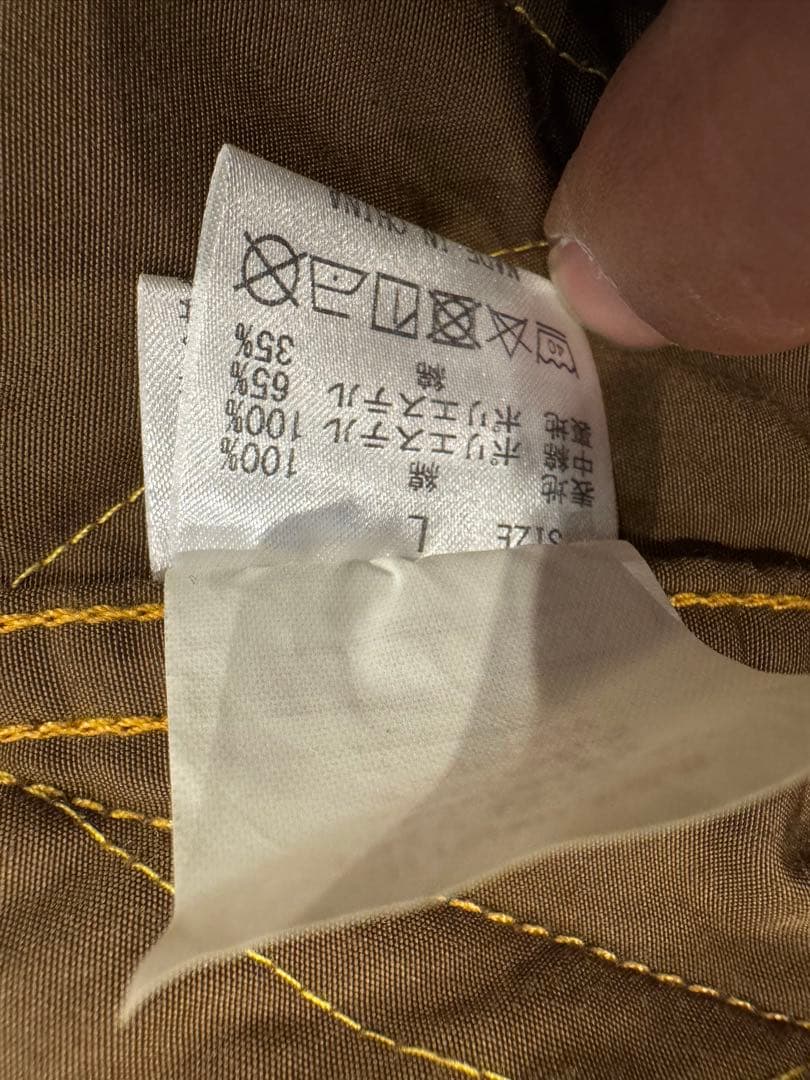 SIZE L
表地 綿 100%
中綿 ポリエステル 100%
裏地 ポリエステル 65%
綿 35%
40
MADE IN CHINA